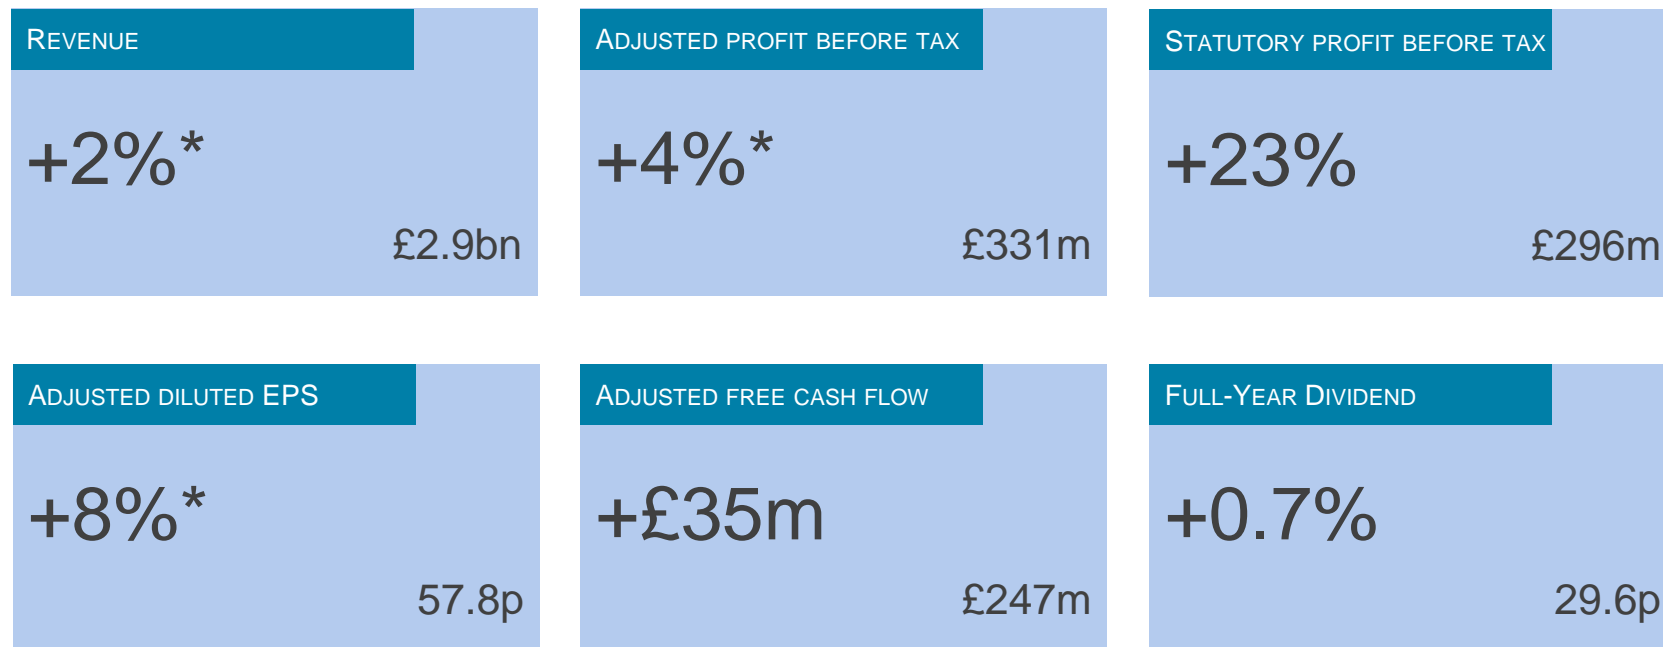 REVENUE
+2%*
£2.9bn
ADJUSTED PROFIT BEFORE TAX
+4%*
£331m
STATUTORY PROFIT BEFORE TAX
+23%
£296m
ADJUSTED DILUTED EPS
+8%*
57.8p
ADJUSTED FREE CASH FLOW
+£35m
£247m
FULL-YEAR DIVIDEND
+0.7%
29.6p